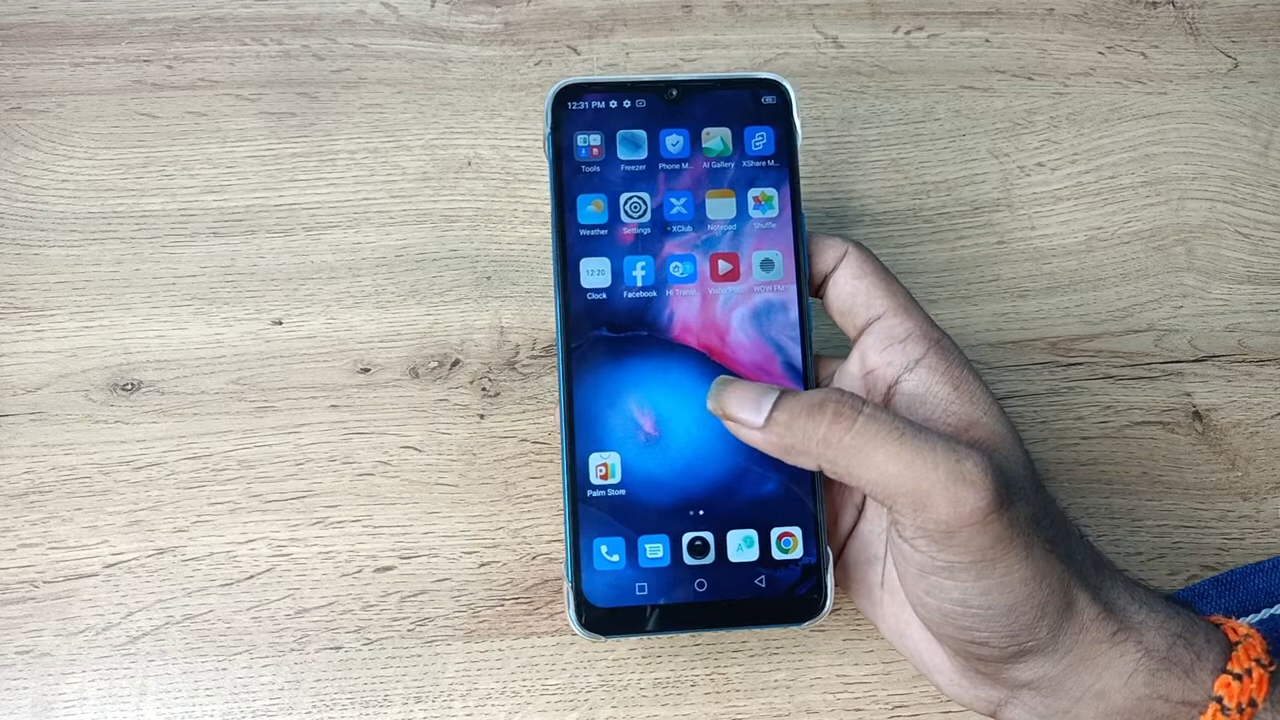 12:31 PM
Tools Freezer Phone M... AI Gallery XShare M...
Weather Settings XClub Notepad Shuffle
12:20
Clock Facebook Hi Transl... WOW FM
Palm Store